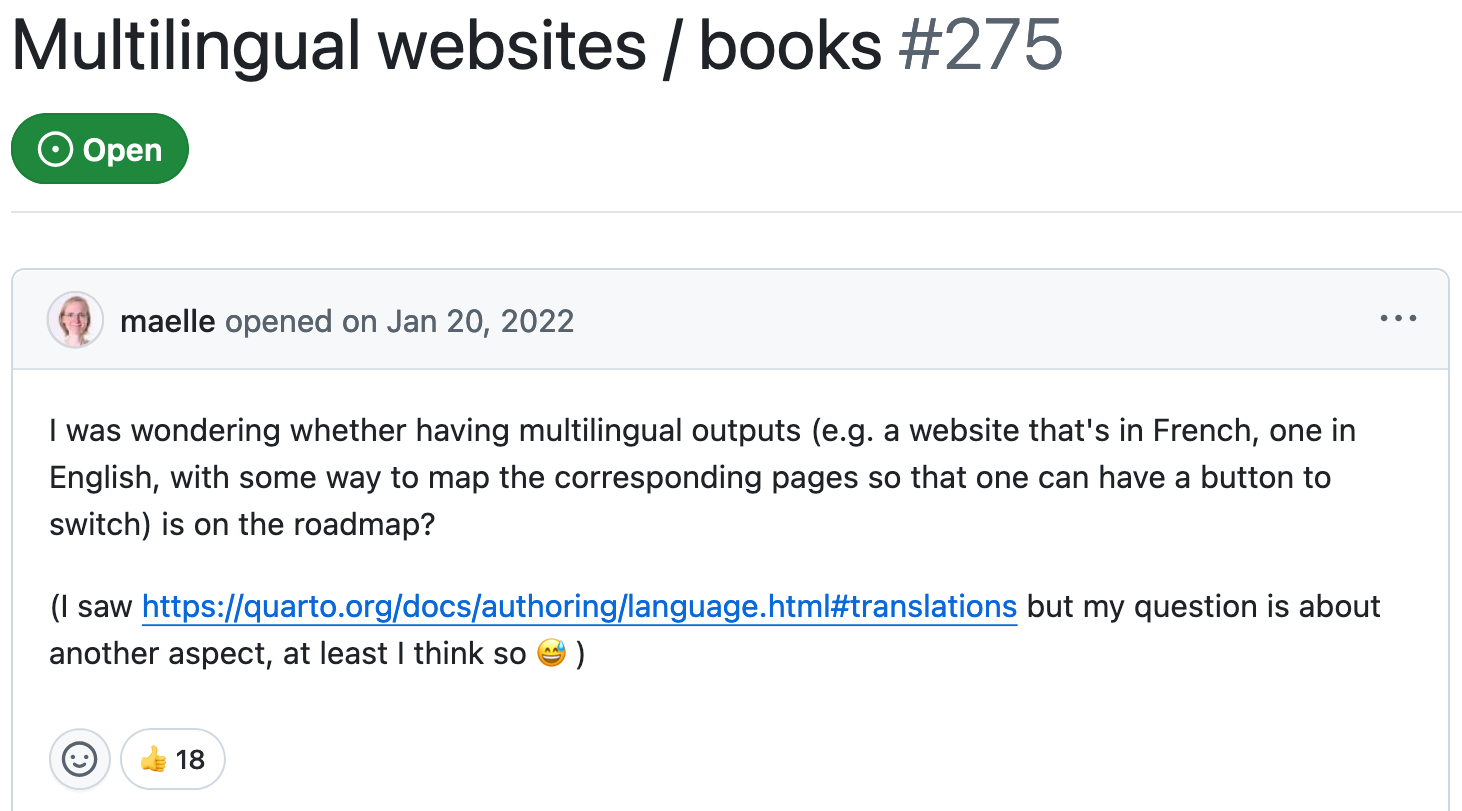 Multilingual websites / books #275
Open
maelle opened on Jan 20, 2022
I was wondering whether having multilingual outputs (e.g. a website that's in French, one in
English, with some way to map the corresponding pages so that one can have a button to
switch) is on the roadmap?
(I saw https://quarto.org/docs/authoring/language.html#translations but my question is about
another aspect, at least I think so 😅 )
👍 18